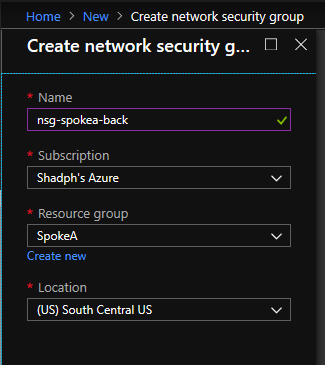 Home > New > Create network security group
Create network security g...
* Name
nsg-spokea-back
* Subscription
Shadph's Azure
* Resource group
SpokeA
Create new
* Location
(US) South Central US